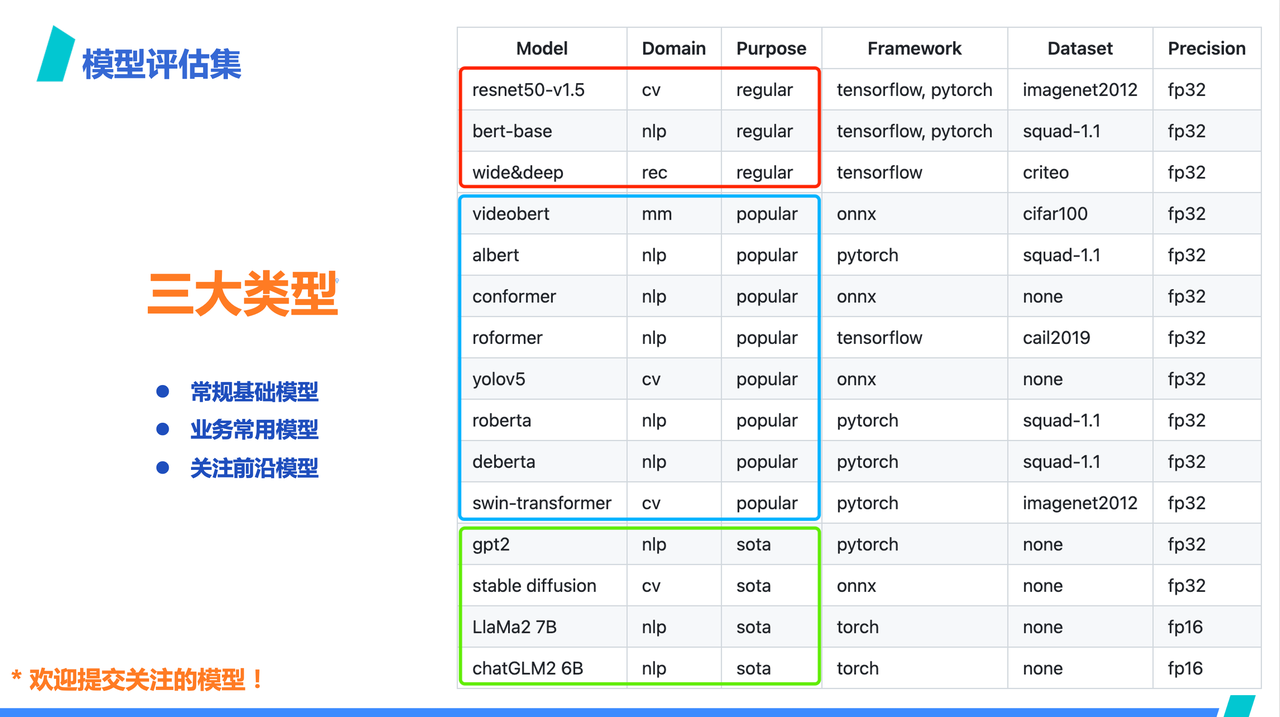 模型评估集
三大类型
常规基础模型
业务常用模型
关注前沿模型
* 欢迎提交关注的模型！
Model Domain Purpose Framework Dataset Precision
resnet50-v1.5 cv regular tensorflow, pytorch imagenet2012 fp32
bert-base nlp regular tensorflow, pytorch squad-1.1 fp32
wide&deep rec regular tensorflow criteo fp32
videobert mm popular onnx cifar100 fp32
albert nlp popular pytorch squad-1.1 fp32
conformer nlp popular onnx none fp32
roformer nlp popular tensorflow cail2019 fp32
yolov5 cv popular onnx none fp32
roberta nlp popular pytorch squad-1.1 fp32
deberta nlp popular pytorch squad-1.1 fp32
swin-transformer cv popular pytorch imagenet2012 fp32
gpt2 nlp sota pytorch none fp32
stable diffusion cv sota onnx none fp32
LlaMa2 7B nlp sota torch none fp16
chatGLM2 6B nlp sota torch none fp16